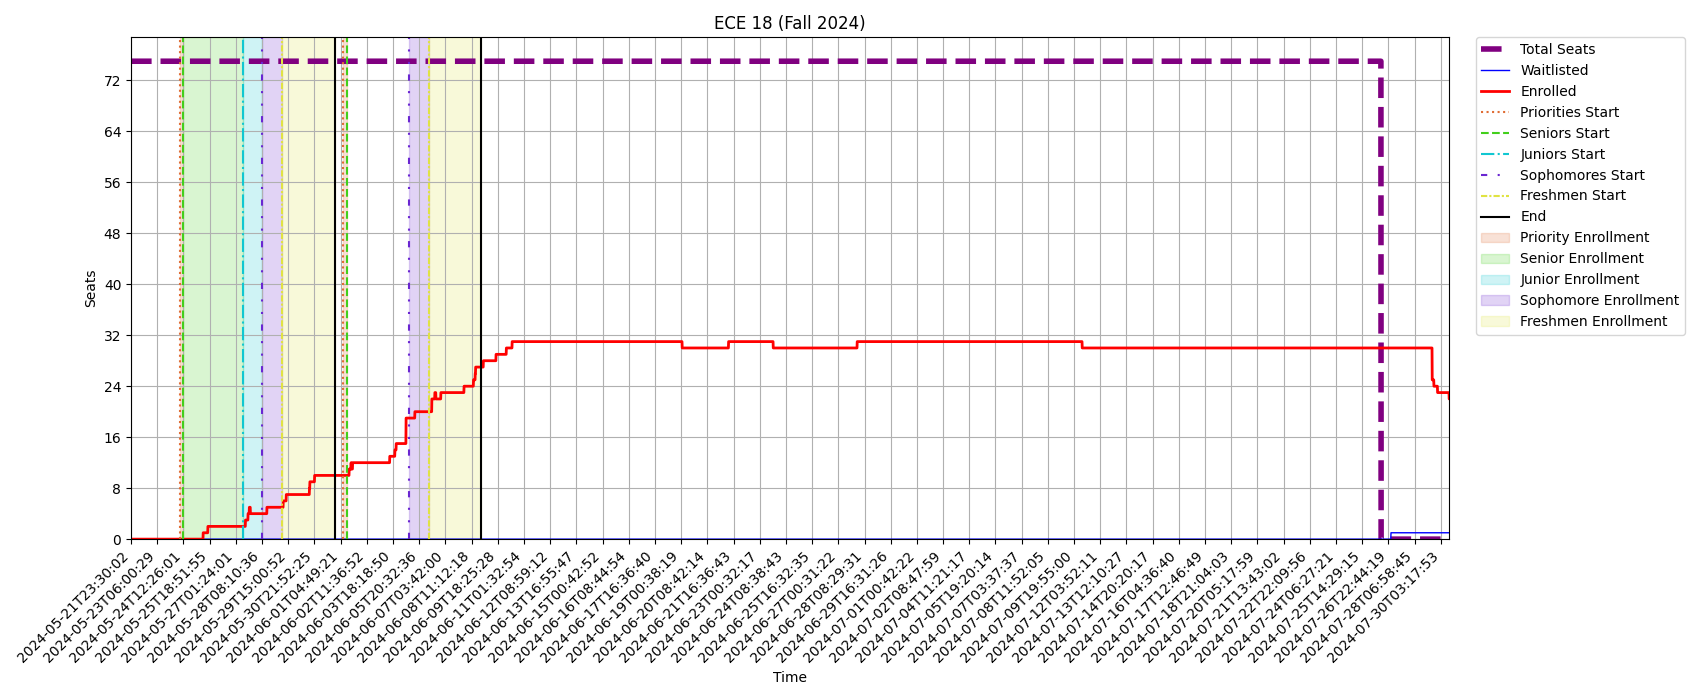 ECE 18 (Fall 2024)
Seats
72
64
56
48
40
32
24
16
8
0
2024-05-21T23:30:02
2024-05-23T06:00:29
2024-05-24T12:26:01
2024-05-25T18:51:55
2024-05-27T01:24:01
2024-05-28T08:10:36
2024-05-29T15:00:52
2024-05-30T21:52:25
2024-06-01T04:49:21
2024-06-02T11:36:52
2024-06-03T18:18:50
2024-06-05T20:32:36
2024-06-07T03:42:00
2024-06-08T11:12:18
2024-06-09T18:25:28
2024-06-11T01:32:54
2024-06-12T08:59:12
2024-06-13T16:55:47
2024-06-15T00:42:52
2024-06-16T08:44:54
2024-06-17T16:36:40
2024-06-19T00:38:19
2024-06-20T08:42:14
2024-06-21T16:36:43
2024-06-23T00:32:17
2024-06-24T08:38:43
2024-06-25T16:32:35
2024-06-27T00:31:22
2024-06-28T08:29:31
2024-06-29T16:31:26
2024-07-01T00:42:22
2024-07-02T08:47:59
2024-07-04T11:21:17
2024-07-05T19:20:14
2024-07-07T03:37:37
2024-07-08T11:52:05
2024-07-09T19:55:00
2024-07-12T03:52:11
2024-07-13T12:10:27
2024-07-14T20:20:17
2024-07-16T04:36:40
2024-07-17T12:46:49
2024-07-18T21:04:03
2024-07-20T05:17:59
2024-07-21T13:43:02
2024-07-22T22:09:56
2024-07-24T06:27:21
2024-07-25T14:29:15
2024-07-26T22:44:19
2024-07-28T06:58:45
2024-07-30T03:17:53
Time
Total Seats
Waitlisted
Enrolled
Priorities Start
Seniors Start
Juniors Start
Sophomores Start
Freshmen Start
End
Priority Enrollment
Senior Enrollment
Junior Enrollment
Sophomore Enrollment
Freshmen Enrollment